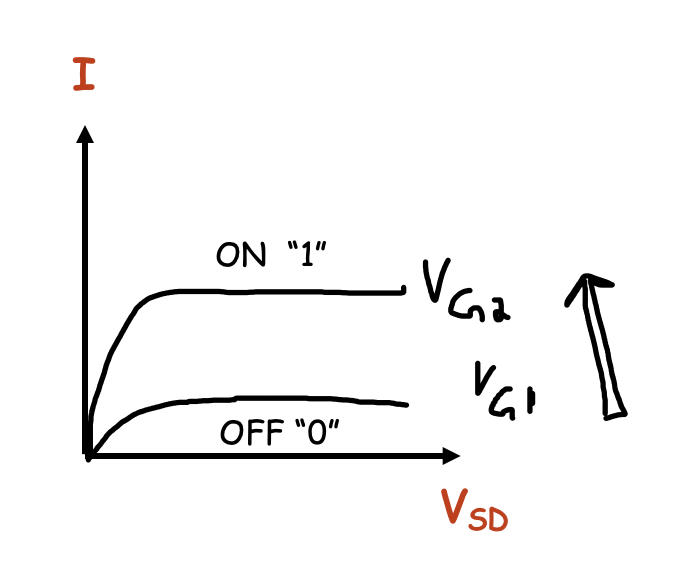 I
ON "1"
VG2
VG1
OFF "0"
VSD